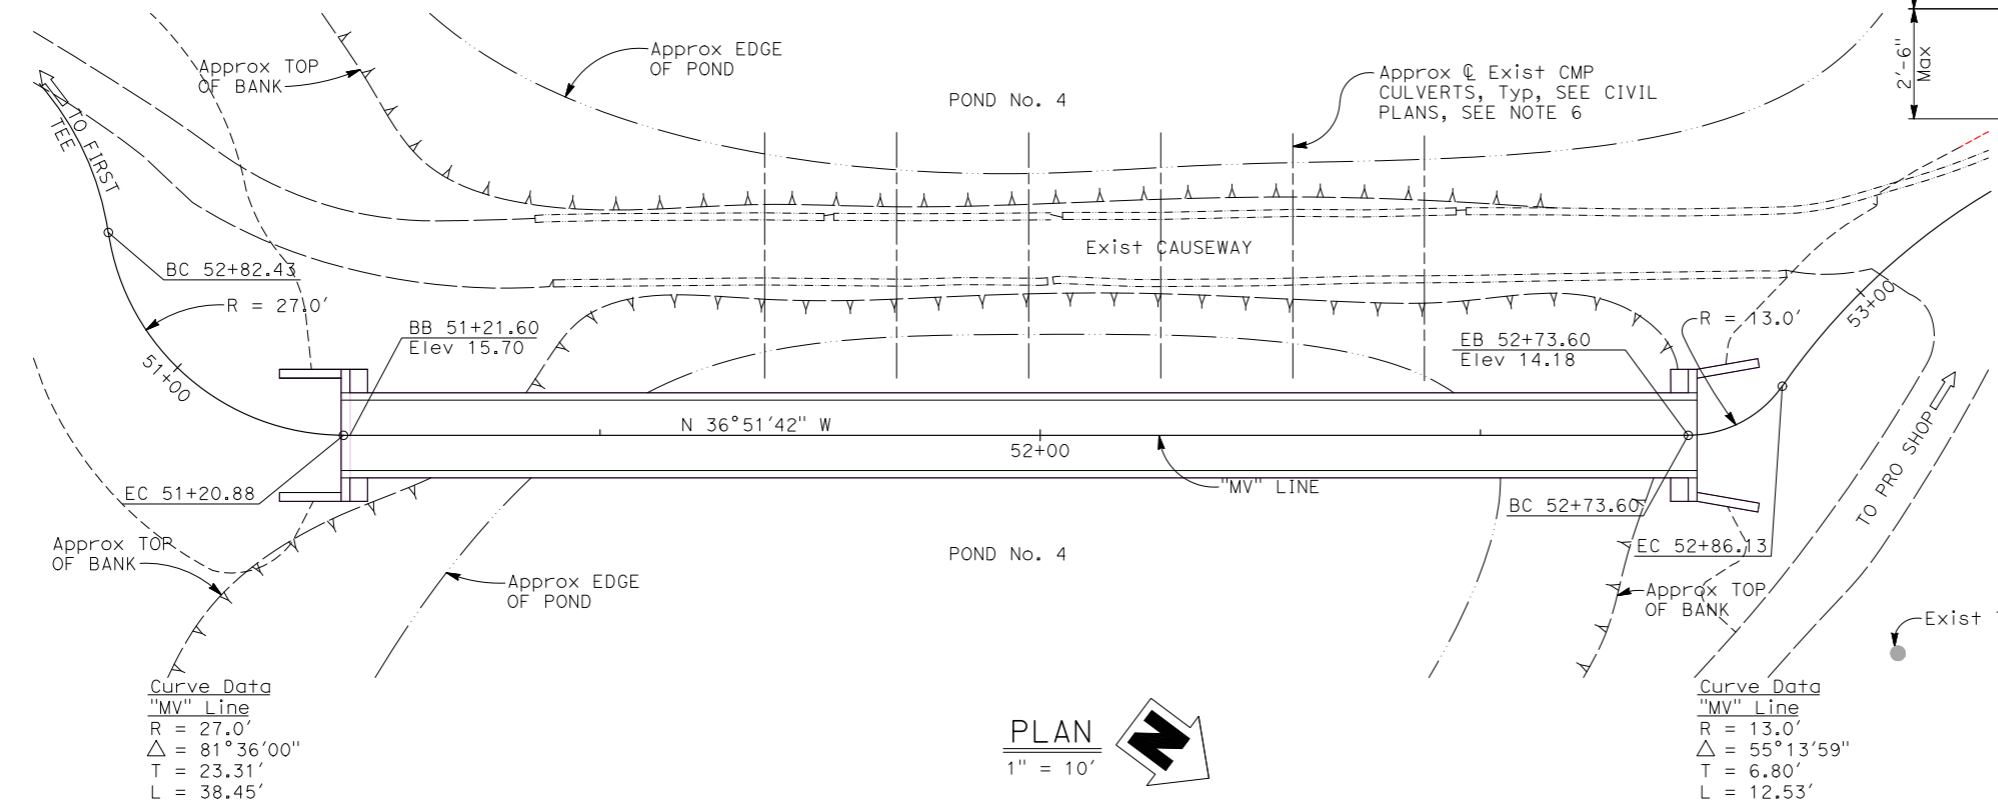 Approx TOP
OF BANK
Approx EDGE
OF POND
POND No. 4
Approx ℄ Exist CMP
CULVERTS, Typ, SEE CIVIL
PLANS, SEE NOTE 6
2'-6"
Max
TO FIRST
TEE
Exist CAUSEWAY
BC 52+82.43
R = 27.0'
51+00
BB 51+21.60
Elev 15.70
EB 52+73.60
Elev 14.18
R = 13.0'
53+00
N 36°51'42" W
52+00
"MV" LINE
EC 51+20.88
BC 52+73.60
EC 52+86.13
TO PRO SHOP
Approx TOP
OF BANK
POND No. 4
Approx EDGE
OF POND
Approx TOP
OF BANK
Exist
Curve Data
"MV" Line
R = 27.0'
△ = 81°36'00"
T = 23.31'
L = 38.45'
PLAN
1" = 10'
N
Curve Data
"MV" Line
R = 13.0'
△ = 55°13'59"
T = 6.80'
L = 12.53'